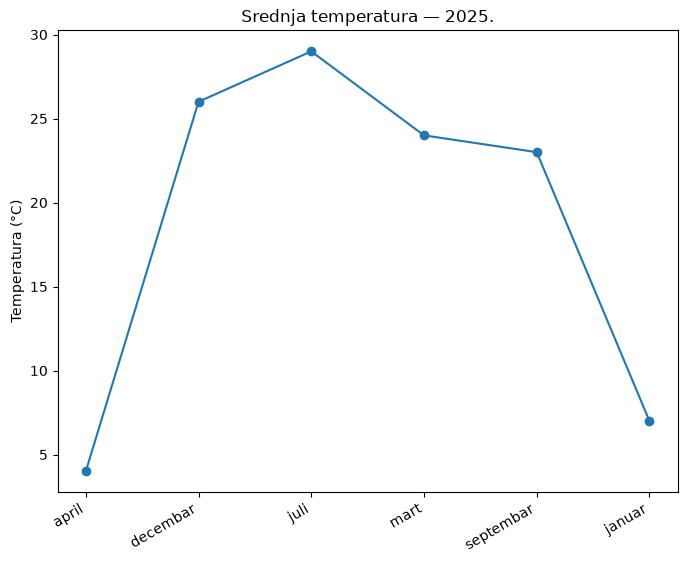 Srednja temperatura — 2025.
Temperatura (°C)
30
25
20
15
10
5
april
decembar
juli
mart
septembar
januar